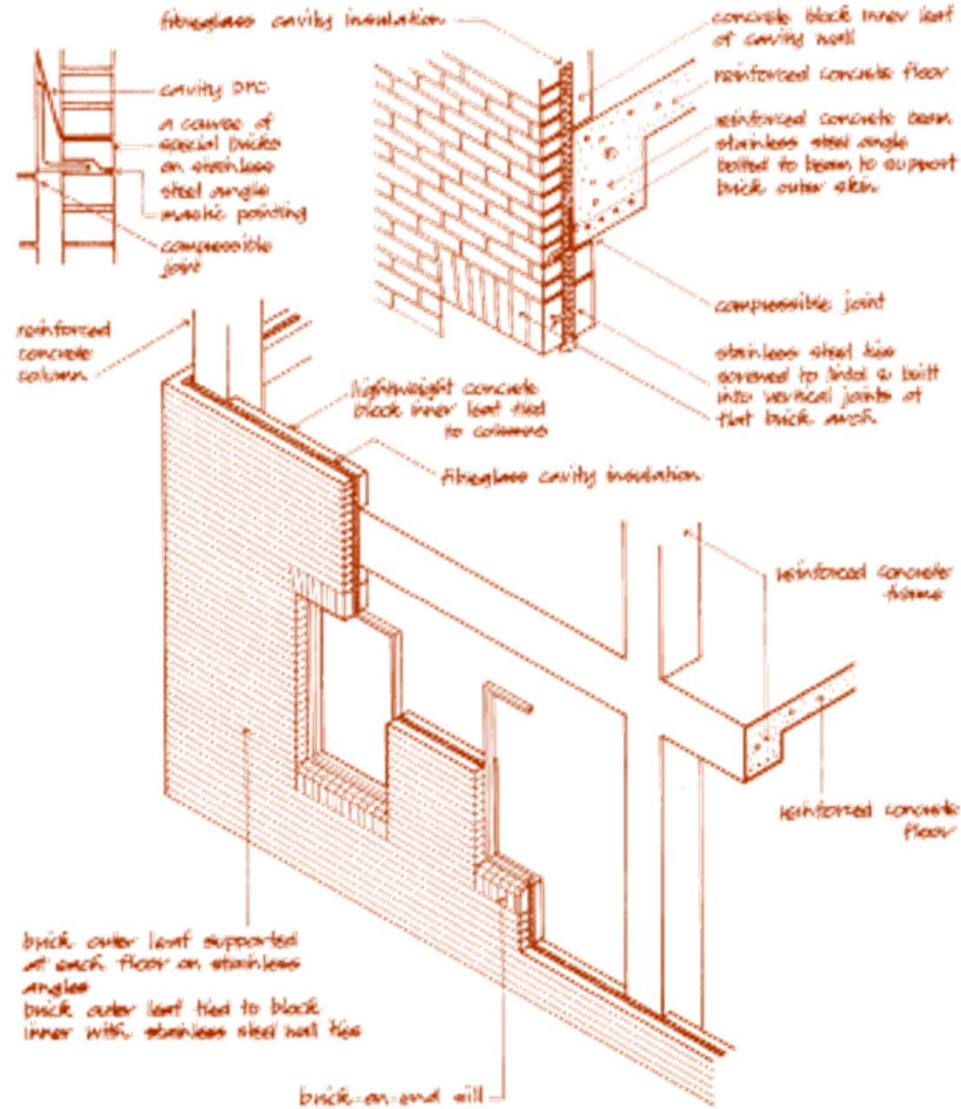 fibreglass cavity insulation
concrete block inner leaf
of cavity wall
reinforced concrete floor
reinforced concrete beam
stainless steel angle
bolted to beam to support
brick outer skin
compressible joint
stainless steel ties
screwed to lintol & built
into vertical joints of
flat brick arch
cavity DPC
a course of
special bricks
on stainless
steel angle
mastic pointing
compressible
joint
reinforced
concrete
column
lightweight concrete
block inner leaf tied
to columns
fibreglass cavity insulation
reinforced concrete
frame
reinforced concrete
floor
brick outer leaf supported
at each floor on stainless
angles
brick outer leaf tied to block
inner with stainless steel wall ties
brick-on-end sill